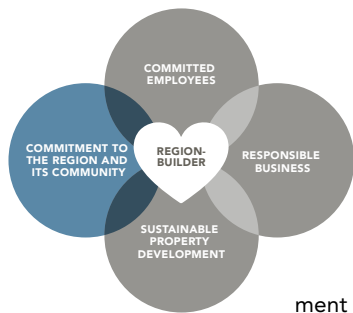 COMMITTED
EMPLOYEES
COMMITMENT TO
THE REGION AND
ITS COMMUNITY
REGION-
BUILDER
RESPONSIBLE
BUSINESS
SUSTAINABLE
PROPERTY
DEVELOPMENT
ment